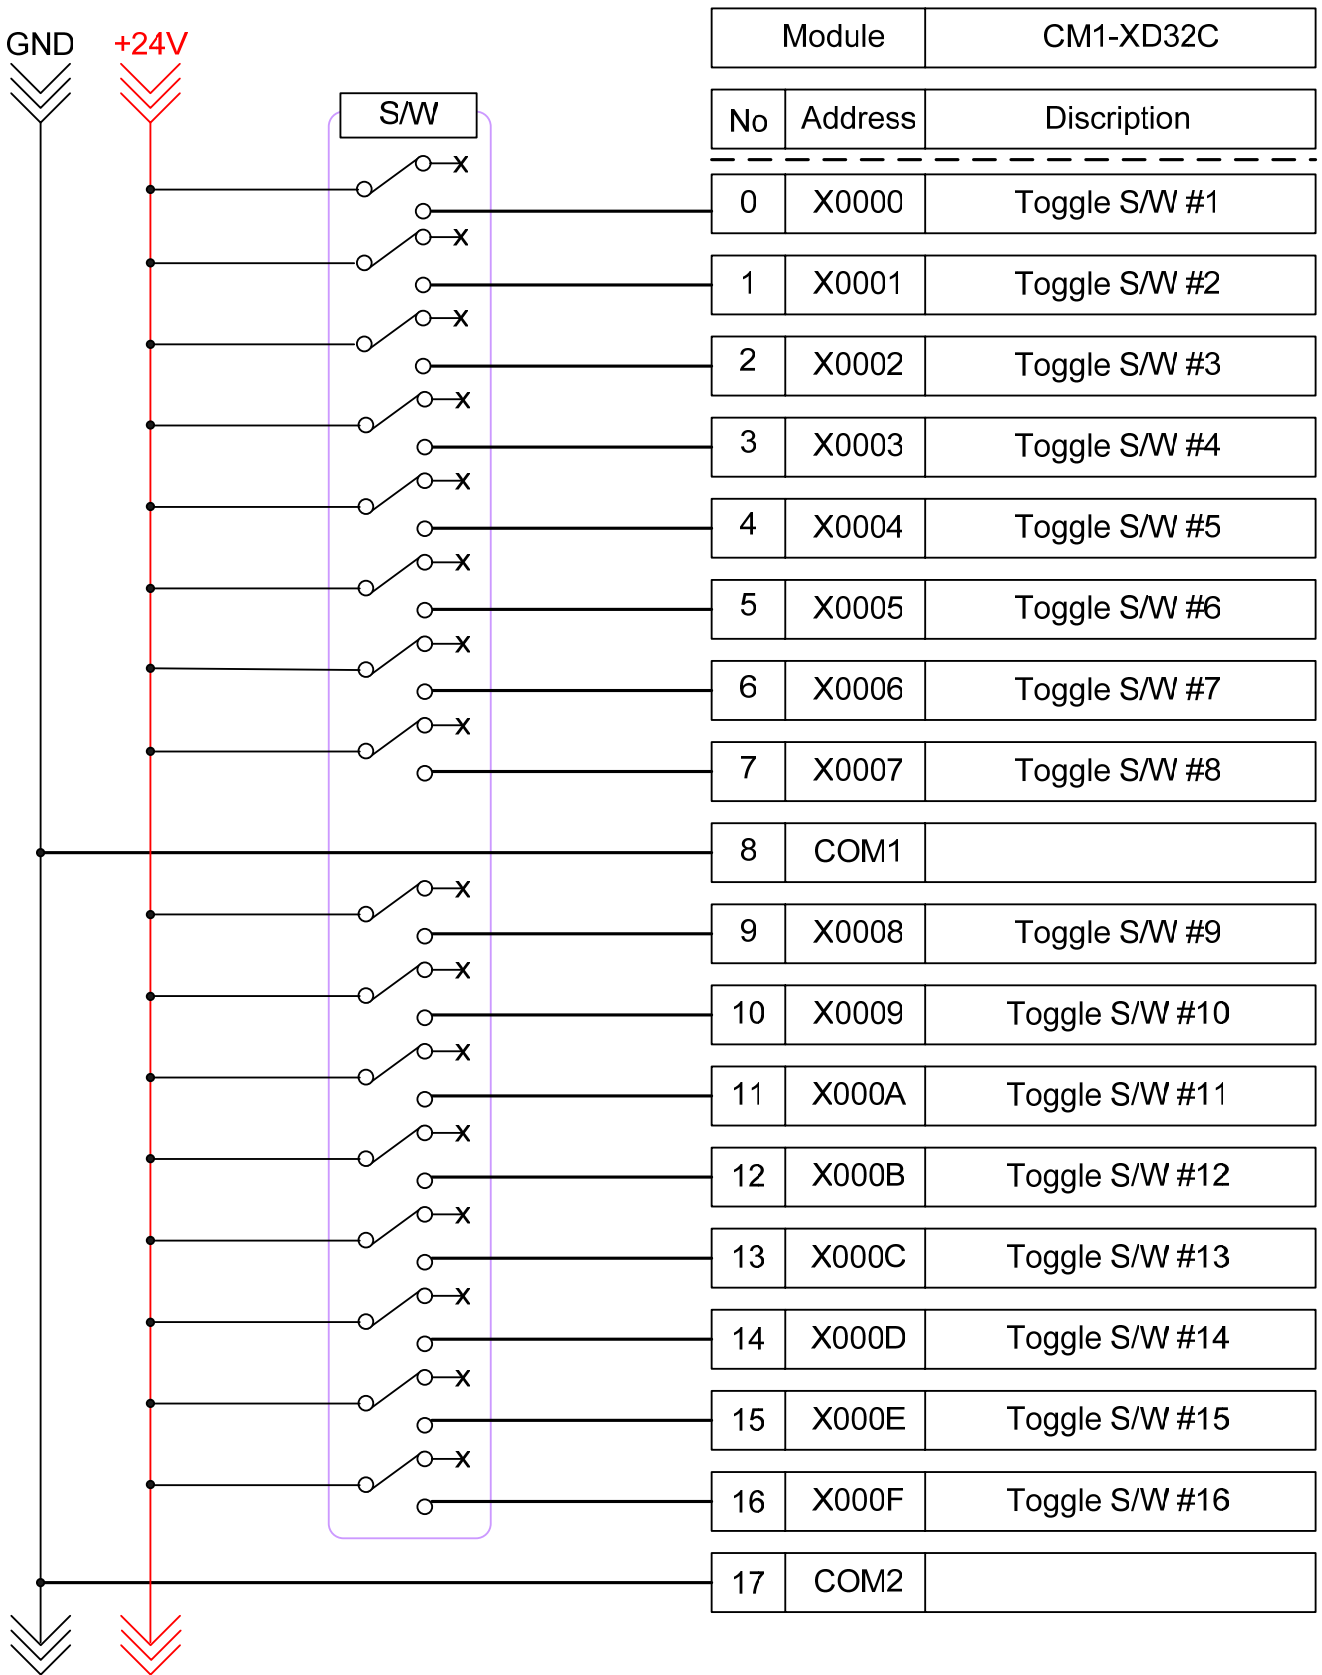 GND +24V
Module CM1-XD32C
S/W
No Address Discription
X
0 X0000 Toggle S/W #1
X
1 X0001 Toggle S/W #2
X
2 X0002 Toggle S/W #3
X
3 X0003 Toggle S/W #4
X
4 X0004 Toggle S/W #5
X
5 X0005 Toggle S/W #6
X
6 X0006 Toggle S/W #7
X
7 X0007 Toggle S/W #8
8 COM1
X
9 X0008 Toggle S/W #9
X
10 X0009 Toggle S/W #10
X
11 X000A Toggle S/W #11
X
12 X000B Toggle S/W #12
X
13 X000C Toggle S/W #13
X
14 X000D Toggle S/W #14
X
15 X000E Toggle S/W #15
X
16 X000F Toggle S/W #16
17 COM2